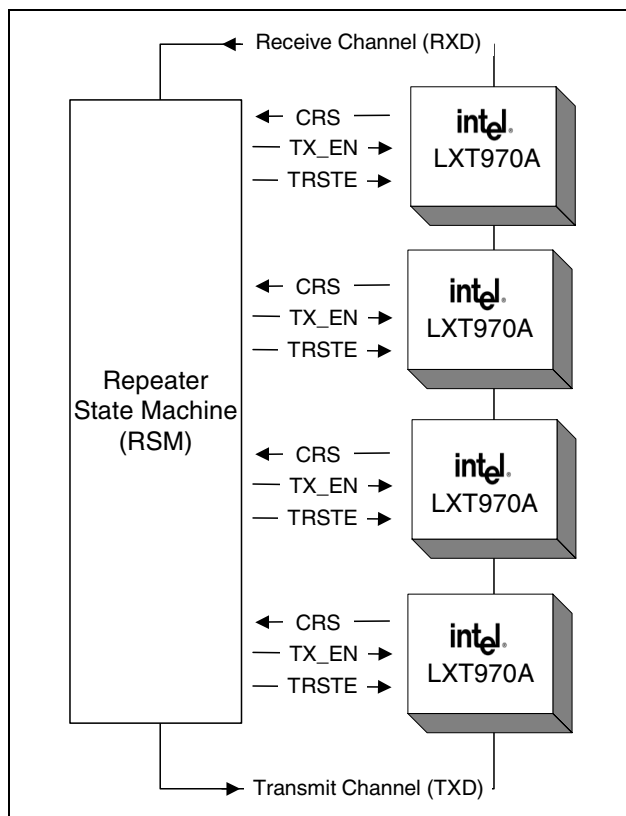 Receive Channel (RXD)
CRS
TX_EN
TRSTE
intel®
LXT970A
CRS
TX_EN
TRSTE
intel®
LXT970A
Repeater
State Machine
(RSM)
CRS
TX_EN
TRSTE
intel®
LXT970A
CRS
TX_EN
TRSTE
intel®
LXT970A
Transmit Channel (TXD)